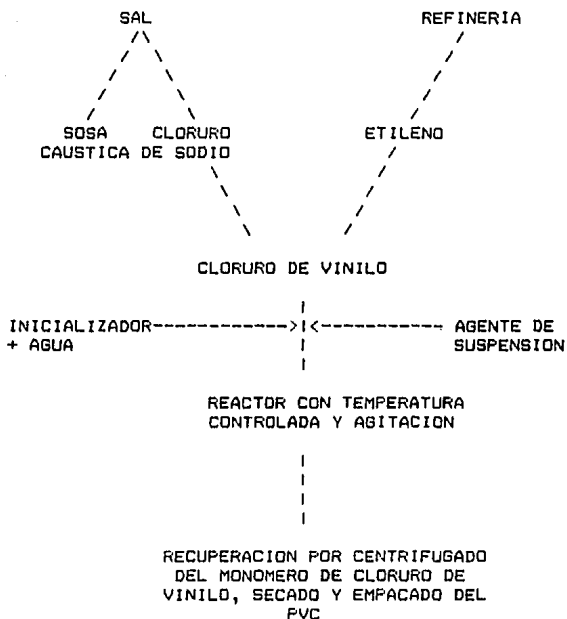 SAL REFINERIA
SOSA CLORURO ETILENO
CAUSTICA DE SODIO
CLORURO DE VINILO
INICIALIZADOR-------------->|<------------ AGENTE DE
+ AGUA SUSPENSION
REACTOR CON TEMPERATURA
CONTROLADA Y AGITACION
RECUPERACION POR CENTRIFUGADO
DEL MONOMERO DE CLORURO DE
VINILO, SECADO Y EMPACADO DEL
PVC